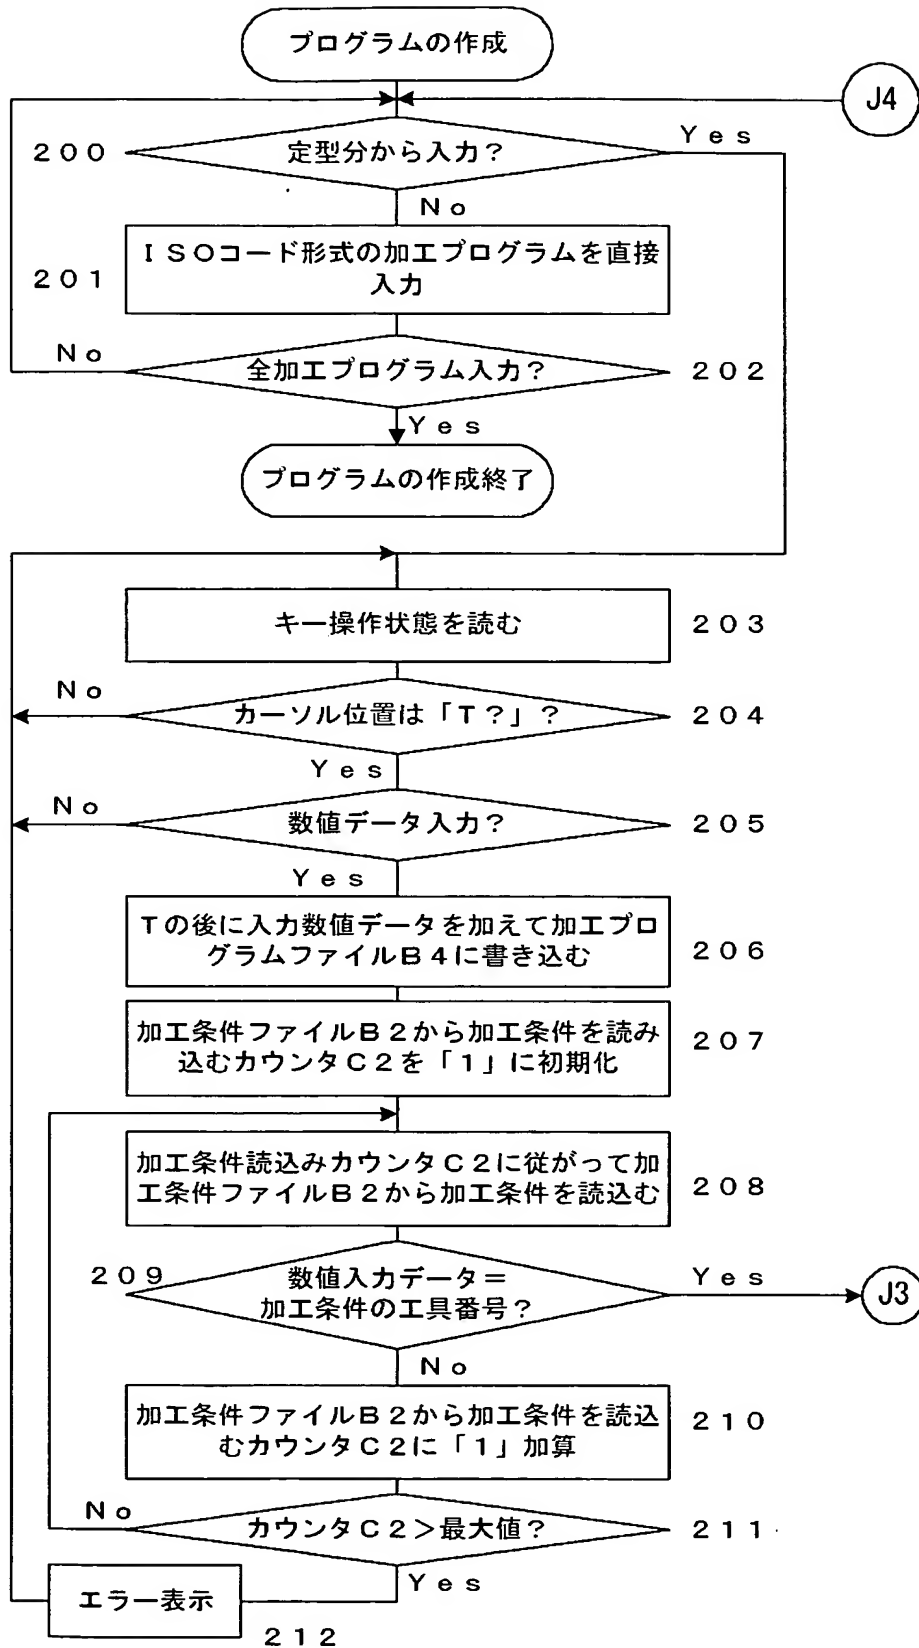 プログラムの作成
J4
200
定型分から入力？
Yes
No
201
ＩＳＯコード形式の加工プログラムを直接
入力
No
全加工プログラム入力？
202
Yes
プログラムの作成終了
キー操作状態を読む
203
No
カーソル位置は「Ｔ？」？
204
Yes
No
数値データ入力？
205
Yes
Ｔの後に入力数値データを加えて加工プロ
グラムファイルＢ４に書き込む
206
加工条件ファイルＢ２から加工条件を読み
込むカウンタＣ２を「１」に初期化
207
加工条件読込みカウンタＣ２に従がって加
工条件ファイルＢ２から加工条件を読込む
208
209
数値入力データ＝
加工条件の工具番号？
Yes
J3
No
加工条件ファイルＢ２から加工条件を読込
むカウンタＣ２に「１」加算
210
No
カウンタＣ２＞最大値？
211
Yes
エラー表示
212